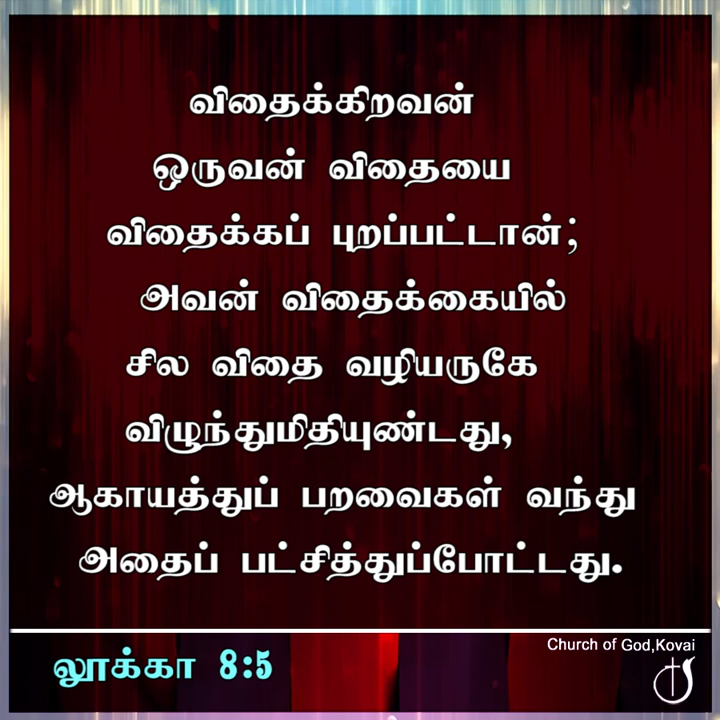 விதைக்கிறவன்
ஒருவன் விதையை
விதைக்கப் புறப்பட்டான்;
அவன் விதைக்கையில்
சில விதை வழியருகே
விழுந்துமிதியுண்டது,
ஆகாயத்துப் பறவைகள் வந்து
அதைப் பட்சித்துப்போட்டது.
லூக்கா 8:5
Church of God,Kovai